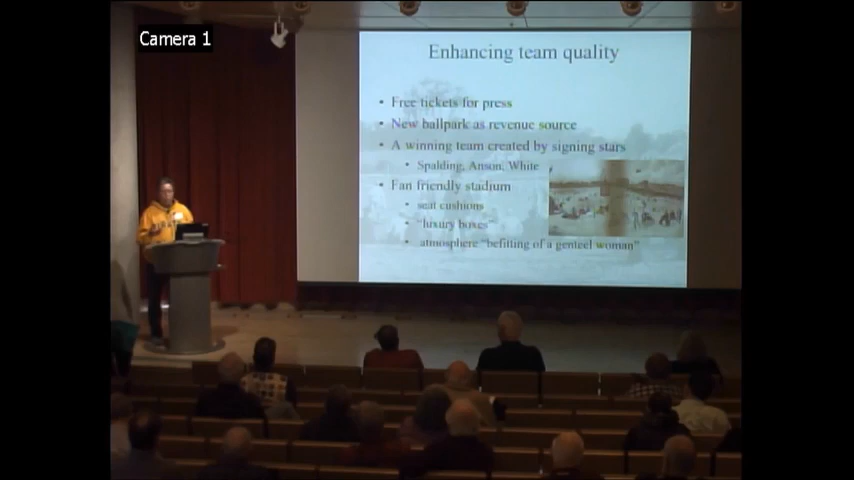 Camera 1
Enhancing team quality
• Free tickets for press
• New ballpark as revenue source
• A winning team created by signing stars
• Spalding, Anson, White
• Fan friendly stadium
• seat cushions
• "luxury boxes"
• atmosphere "befitting of a genteel woman"